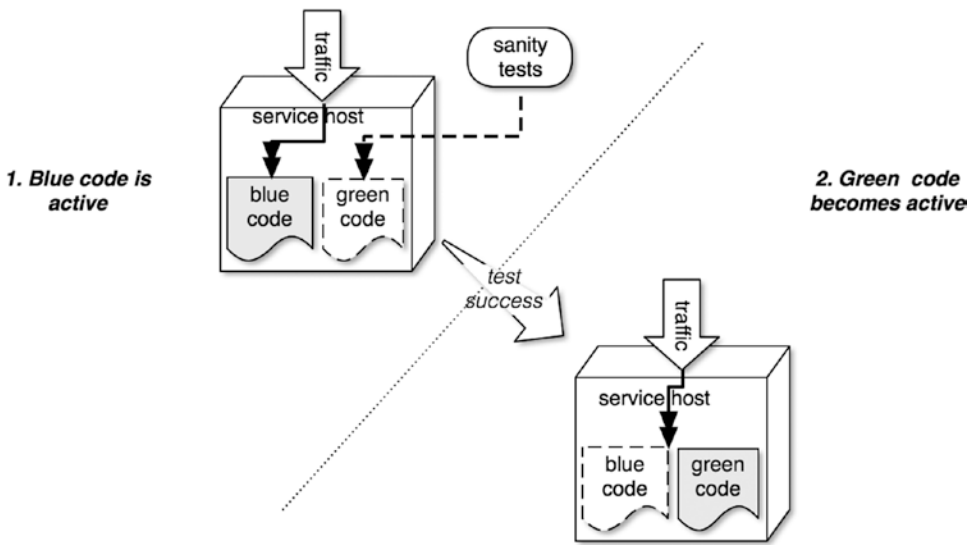 traffic
sanity
tests
service host
1. Blue code is
active
blue
code
green
code
2. Green code
becomes active
test
success
traffic
service host
blue
code
green
code